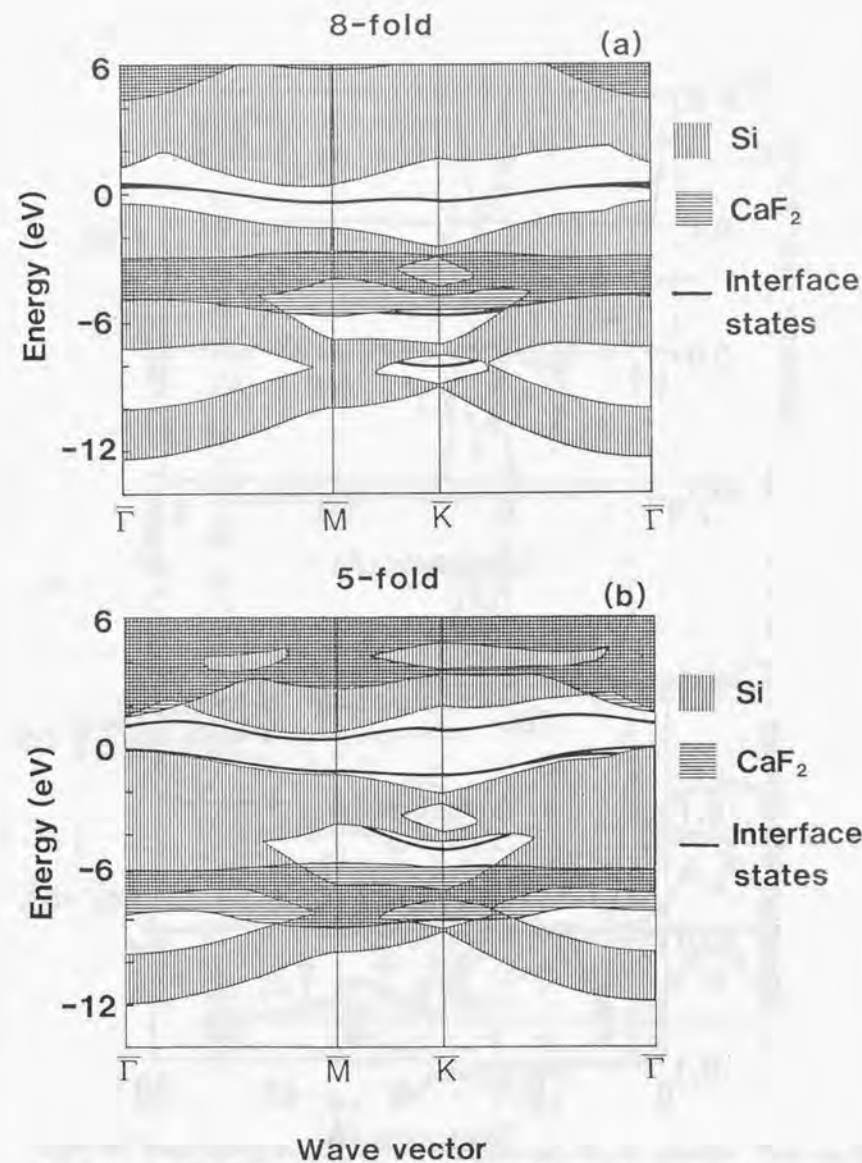 8-fold
(a)
6
0
-6
-12
Energy (eV)
Γ̅ M̅ K̅ Γ̅
Si
CaF₂
Interface
states
5-fold
(b)
6
0
-6
-12
Energy (eV)
Γ̅ M̅ K̅ Γ̅
Si
CaF₂
Interface
states
Wave vector